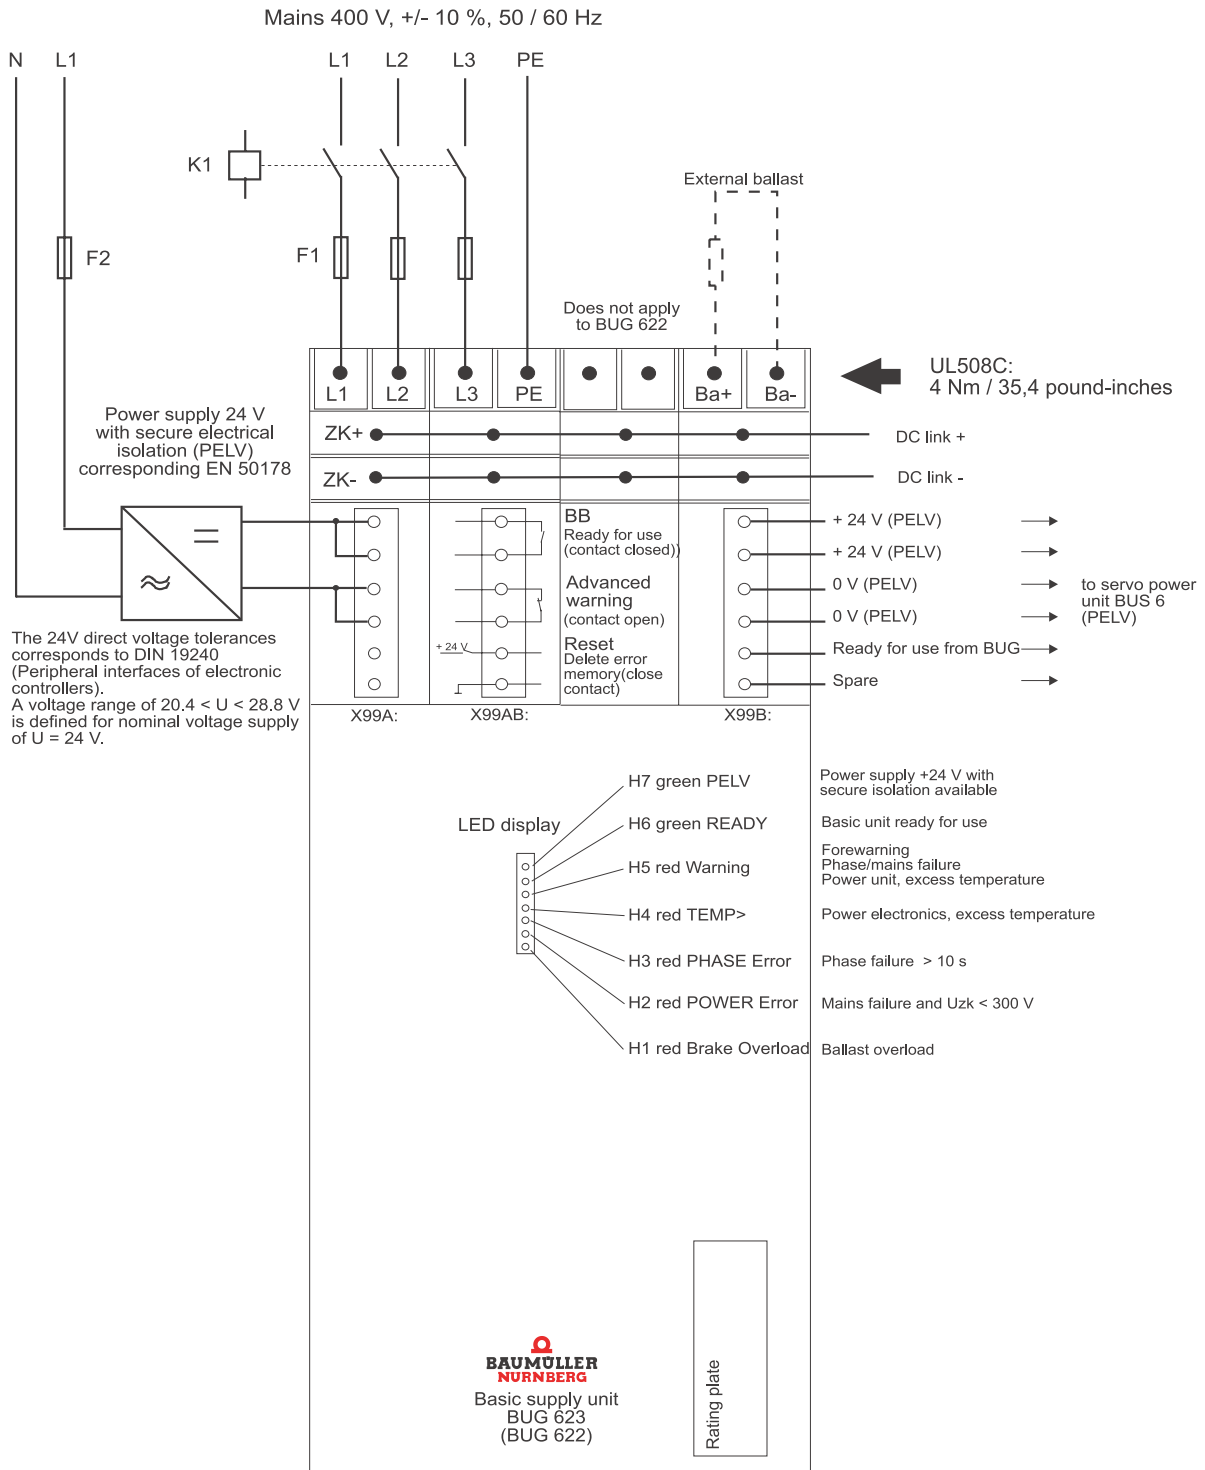 Mains 400 V, +/- 10 %, 50 / 60 Hz
N
L1
L1
L2
L3
PE
K1
External ballast
F2
F1
Does not apply
to BUG 622
L1
L2
L3
PE
Ba+
Ba-
UL508C:
4 Nm / 35,4 pound-inches
Power supply 24 V
with secure electrical
isolation (PELV)
corresponding EN 50178
ZK+
DC link +
ZK-
DC link -
BB
Ready for use
(contact closed))
Advanced
warning
(contact open)
+ 24 V
Reset
Delete error
memory(close
contact)
+ 24 V (PELV)
+ 24 V (PELV)
0 V (PELV)
0 V (PELV)
Ready for use from BUG
Spare
to servo power
unit BUS 6
(PELV)
The 24V direct voltage tolerances
corresponds to DIN 19240
(Peripheral interfaces of electronic
controllers).
A voltage range of 20.4 < U < 28.8 V
is defined for nominal voltage supply
of U = 24 V.
X99A:
X99AB:
X99B:
LED display
H7 green PELV
Power supply +24 V with
secure isolation available
H6 green READY
Basic unit ready for use
H5 red Warning
Forewarning
Phase/mains failure
Power unit, excess temperature
H4 red TEMP>
Power electronics, excess temperature
H3 red PHASE Error
Phase failure > 10 s
H2 red POWER Error
Mains failure and Uzk < 300 V
H1 red Brake Overload
Ballast overload
BAUMÜLLER
NÜRNBERG
Basic supply unit
BUG 623
(BUG 622)
Rating plate